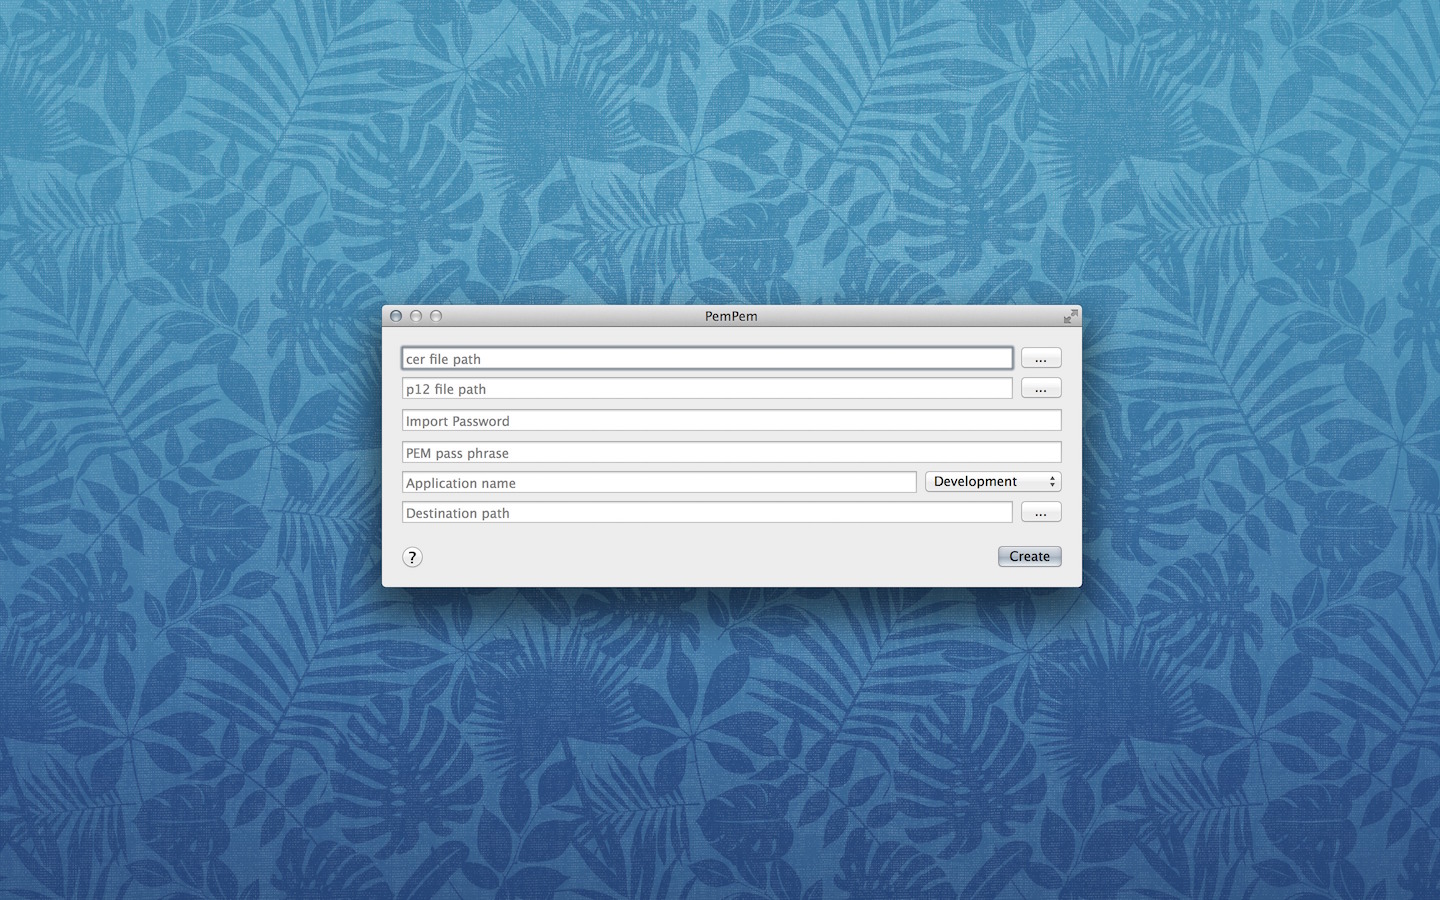 PemPem
cer file path ...
p12 file path ...
Import Password
PEM pass phrase
Application name Development
Destination path ...
? Create